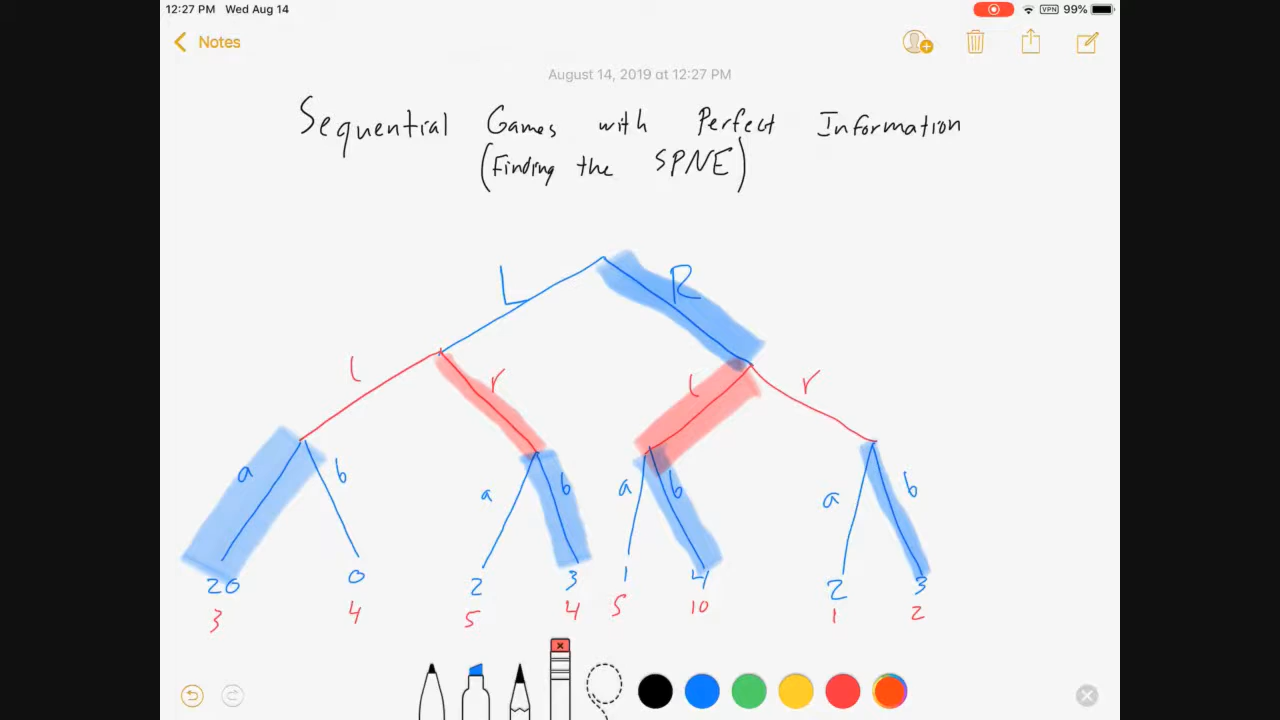 12:27 PM Wed Aug 14 VPN 99%
Notes
August 14, 2019 at 12:27 PM
Sequential Games with Perfect Information
(Finding the SPNE)
L R
l r l r
a b a b a b a b
20 0 2 3 1 4 2 3
3 4 5 4 5 10 1 2